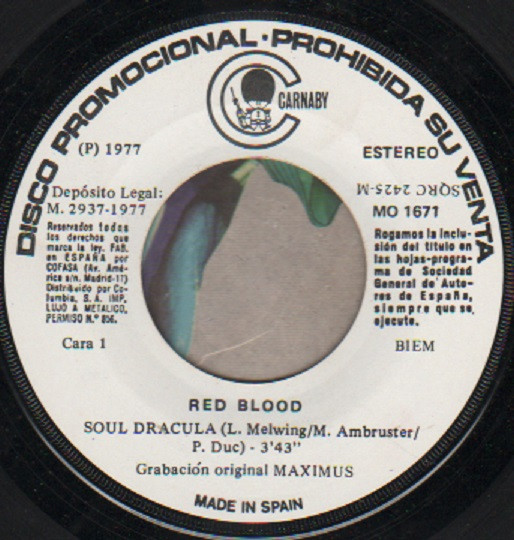 DISCO PROMOCIONAL · PROHIBIDA SU VENTA
CARNABY
(P) 1977
ESTEREO
Depósito Legal:
M. 2937-1977
SQRC 2425-M
MO 1671
Reservados todos
los derechos que
marca la ley. FAB.
en ESPAÑA por
COFASA (Av. Amé-
rica s/n. Madrid-17)
Distribuido por Co-
lumbia, S. A. IMP.
LUJO A METALICO,
PERMISO N.º 856.
Rogamos la inclu-
sión del título en
las hojas-progra-
ma de Sociedad
General de Auto-
res de España,
siempre que se
ejecute.
Cara 1
BIEM
RED BLOOD
SOUL DRACULA (L. Melwing/M. Ambruster/
P. Duc) - 3'43"
Grabación original MAXIMUS
MADE IN SPAIN